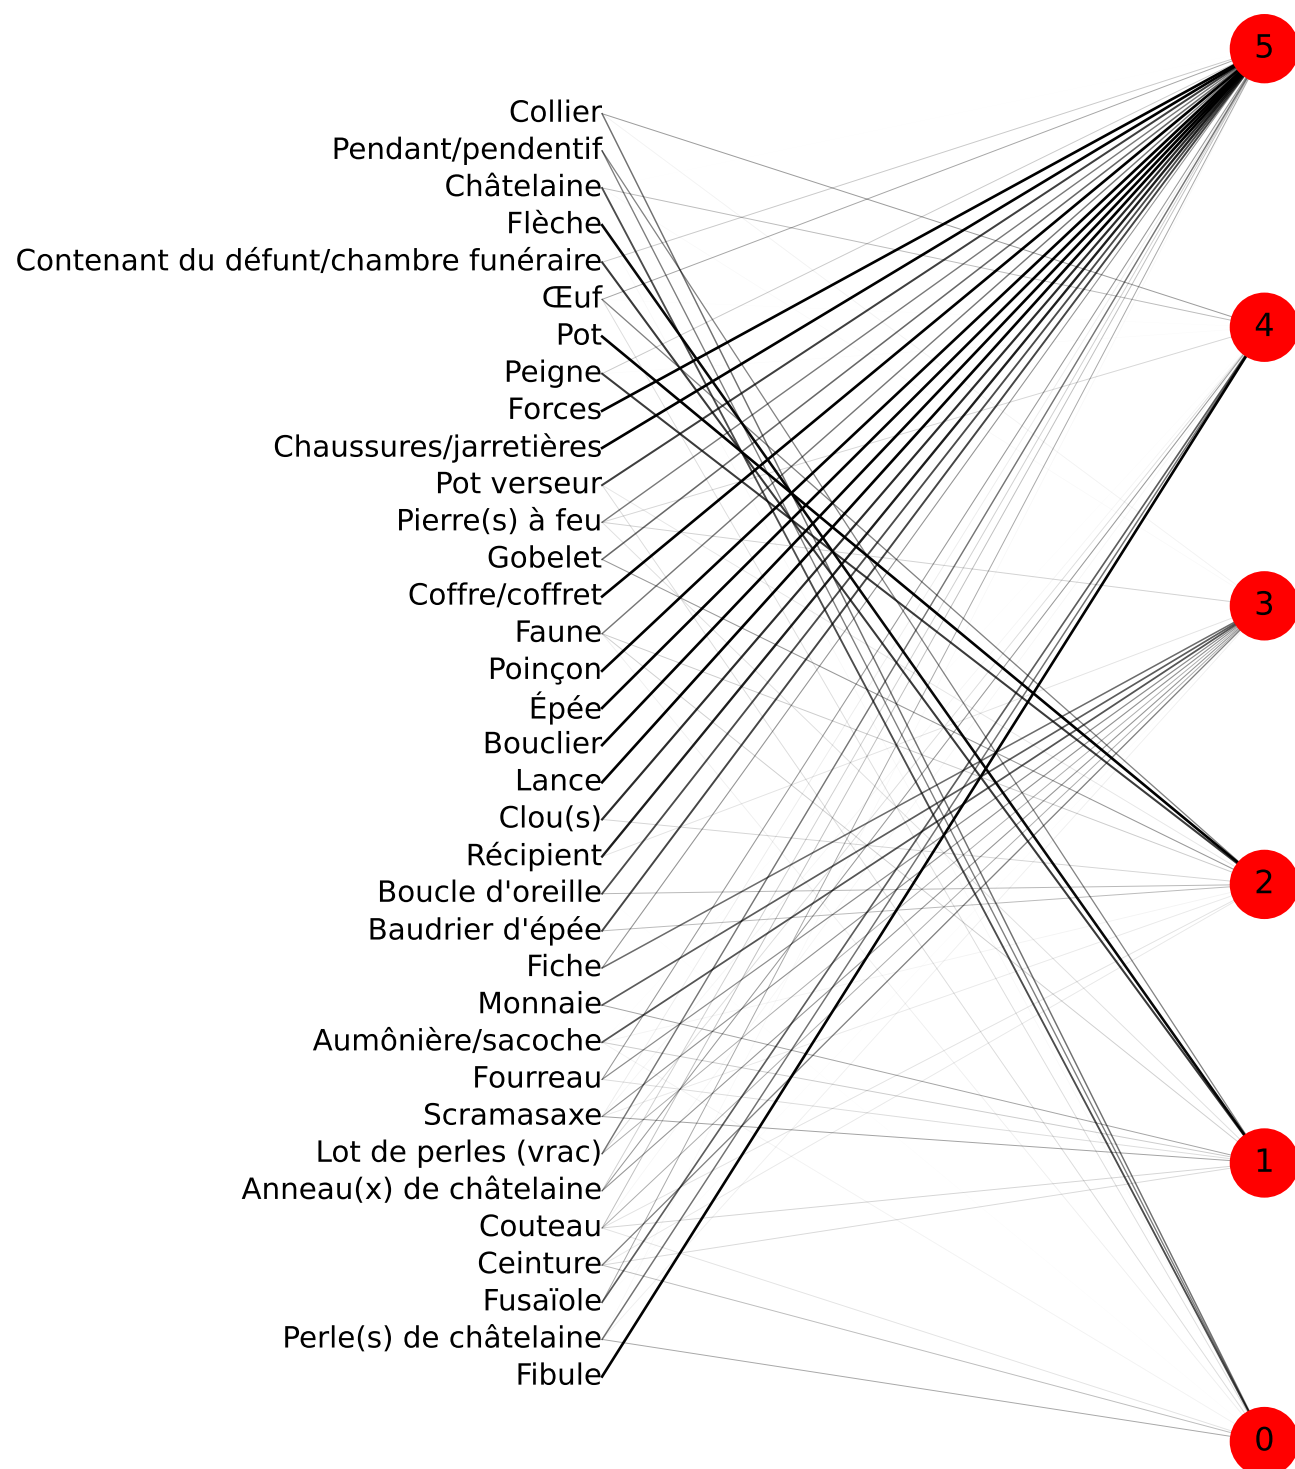 5
Collier
Pendant/pendentif
Châtelaine
Flèche
Contenant du défunt/chambre funéraire
Œuf
4
Pot
Peigne
Forces
Chaussures/jarretières
Pot verseur
Pierre(s) à feu
Gobelet
Coffre/coffret
3
Faune
Poinçon
Épée
Bouclier
Lance
Clou(s)
Récipient
2
Boucle d'oreille
Baudrier d'épée
Fiche
Monnaie
Aumônière/sacoche
Fourreau
Scramasaxe
Lot de perles (vrac)
1
Anneau(x) de châtelaine
Couteau
Ceinture
Fusaïole
Perle(s) de châtelaine
Fibule
0